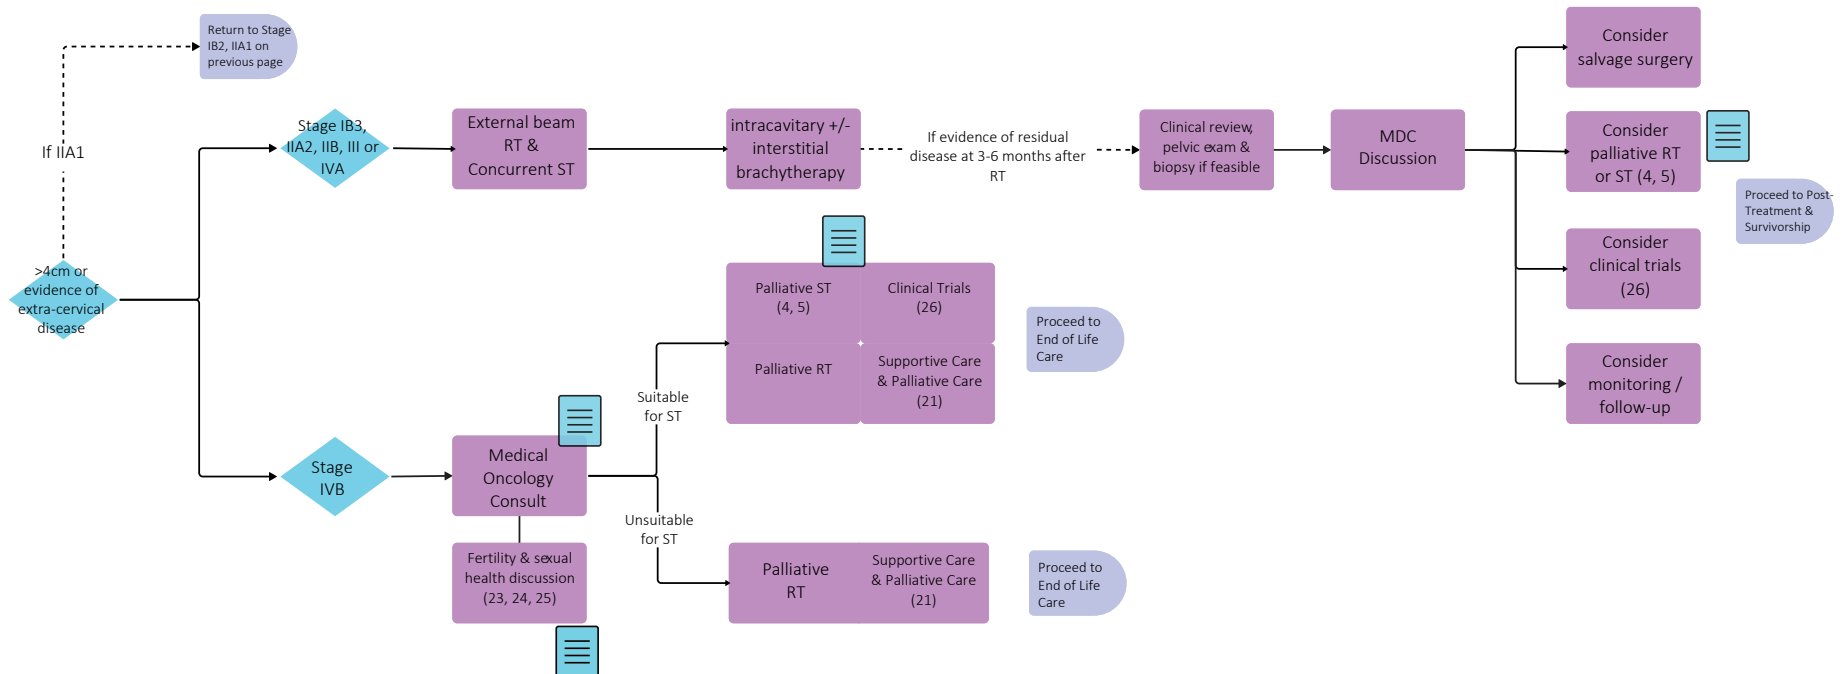 Return to Stage
IB2, IIA1 on
previous page
If IIA1
>4cm or
evidence of
extra-cervical
disease
Stage IB3,
IIA2, IIB, III or
IVA
External beam
RT &
Concurrent ST
intracavitary +/-
interstitial
brachytherapy
If evidence of residual
disease at 3-6 months after
RT
Clinical review,
pelvic exam &
biopsy if feasible
MDC
Discussion
Consider
salvage surgery
Consider
palliative RT
or ST (4, 5)
Proceed to Post-
Treatment &
Survivorship
Consider
clinical trials
(26)
Consider
monitoring /
follow-up
Stage
IVB
Medical
Oncology
Consult
Fertility & sexual
health discussion
(23, 24, 25)
Suitable
for ST
Palliative ST
(4, 5)
Clinical Trials
(26)
Palliative RT
Supportive Care
& Palliative Care
(21)
Proceed to
End of Life
Care
Unsuitable
for ST
Palliative
RT
Supportive Care
& Palliative Care
(21)
Proceed to
End of Life
Care